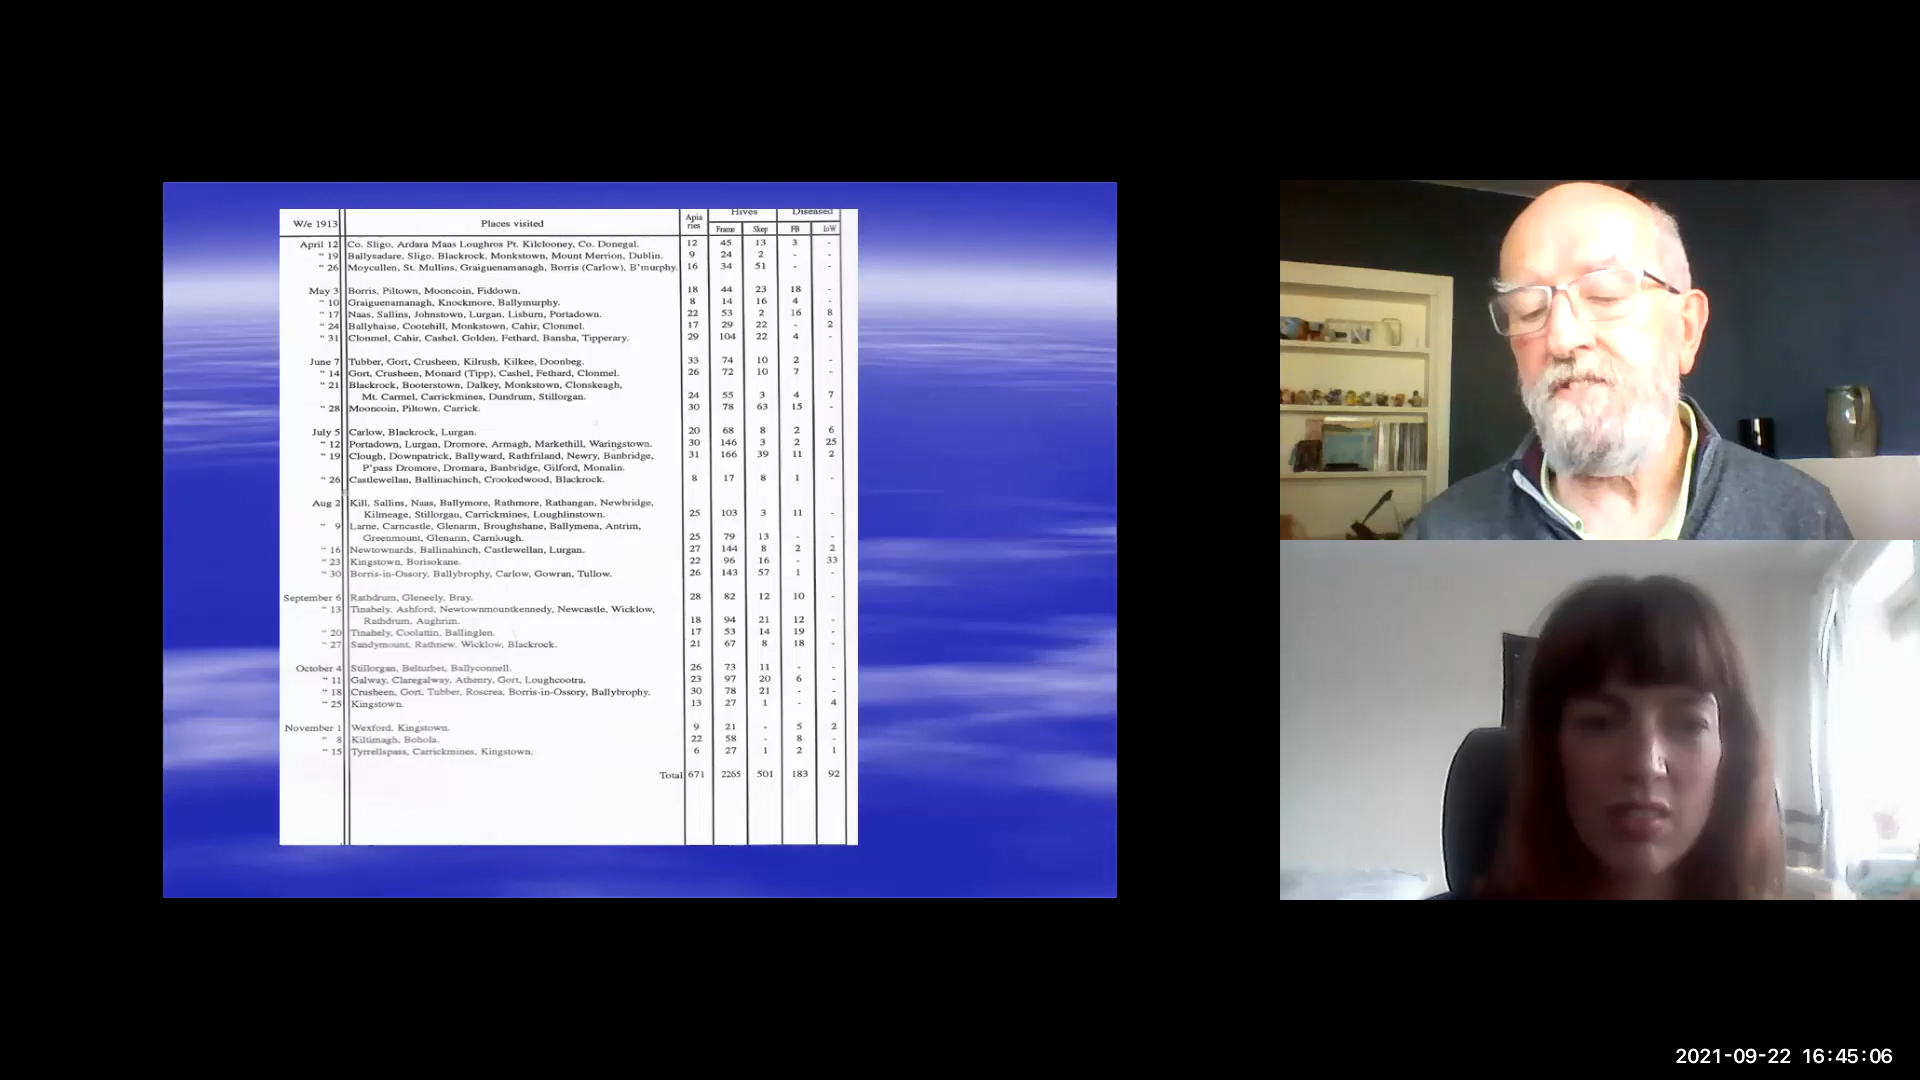 W/e 1913 Places visited Apia ries Hives Diseased
Frame Skep FB IoW
April 12 Co. Sligo, Ardara Maas Loughros Pt. Kilclooney, Co. Donegal. 12 45 13 3 -
" 19 Ballysadare, Sligo, Blackrock, Monkstown, Mount Merrion, Dublin. 9 24 2 - -
" 26 Moycullen, St. Mullins, Graiguenamanagh, Borris (Carlow), B'murphy. 16 34 51 - -
May 3 Borris, Piltown, Mooncoin, Fiddown. 18 44 23 18 -
" 10 Graiguenamanagh, Knockmore, Ballymurphy. 8 14 16 4 -
" 17 Naas, Sallins, Johnstown, Lurgan, Lisburn, Portadown. 22 53 2 16 8
" 24 Ballyhaise, Cootehill, Monkstown, Cahir, Clonmel. 17 29 22 - 2
" 31 Clonmel, Cahir, Cashel, Golden, Fethard, Bansha, Tipperary. 29 104 22 4 -
June 7 Tubber, Gort, Crusheen, Kilrush, Kilkee, Doonbeg. 33 74 10 2 -
" 14 Gort, Crusheen, Monard (Tipp), Cashel, Fethard, Clonmel. 26 72 10 7 -
" 21 Blackrock, Booterstown, Dalkey, Monkstown, Clonskeagh,
Mt. Carmel, Carrickmines, Dundrum, Stillorgan. 24 55 3 4 7
" 28 Mooncoin, Piltown, Carrick. 30 78 63 15 -
July 5 Carlow, Blackrock, Lurgan. 20 68 8 2 6
" 12 Portadown, Lurgan, Dromore, Armagh, Markethill, Waringstown. 30 146 3 2 25
" 19 Clough, Downpatrick, Ballyward, Rathfriland, Newry, Banbridge, 31 166 39 11 2
P'pass Dromore, Dromara, Banbridge, Gilford, Monalin.
" 26 Castlewellan, Ballinachinch, Crookedwood, Blackrock. 8 17 8 1 -
Aug 2 Kill, Sallins, Naas, Ballymore, Rathmore, Rathangan, Newbridge,
Kilmeage, Stillorgan, Carrickmines, Loughlinstown. 25 103 3 11 -
" 9 Larne, Carncastle, Glenarm, Broughshane, Ballymena, Antrim,
Greenmount, Glenarin, Carnlough. 25 79 13 - -
" 16 Newtownards, Ballinahinch, Castlewellan, Lurgan. 27 144 8 2 2
" 23 Kingstown, Borisokane. 22 96 16 - 33
" 30 Borris-in-Ossory, Ballybrophy, Carlow, Gowran, Tullow. 26 143 57 1 -
September 6 Rathdrum, Gleneely, Bray. 28 82 12 10 -
" 13 Tinahely, Ashford, Newtownmountkennedy, Newcastle, Wicklow,
Rathdrum, Aughrim. 18 94 21 12 -
" 20 Tinahely, Coolattin, Ballinglen. 17 53 14 19 -
" 27 Sandymount, Rathnew, Wicklow, Blackrock. 21 67 8 18 -
October 4 Stillorgan, Belturbet, Ballyconnell. 26 73 11 - -
" 11 Galway, Claregalway, Athenry, Gort, Loughcootra. 23 97 20 6 -
" 18 Crusheen, Gort, Tubber, Roscrea, Borris-in-Ossory, Ballybrophy. 30 78 21 - -
" 25 Kingstown. 13 27 1 - 4
November 1 Wexford, Kingstown. 9 21 - 5 2
" 8 Kiltimagh, Bohola. 22 58 - 8 -
" 15 Tyrrellspass, Carrickmines, Kingstown. 6 27 1 2 1
Total 671 2265 501 183 92
2021-09-22 16:45:06